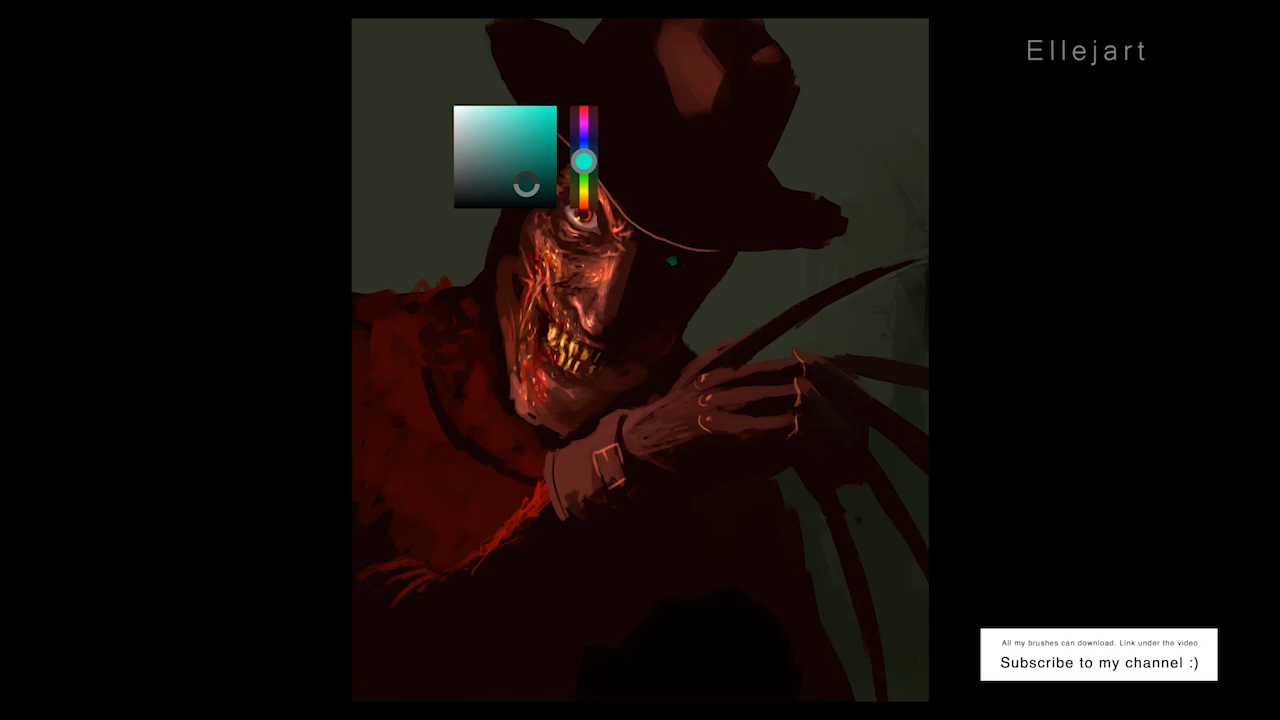 Ellejart
All my brushes can download. Link under the video
Subscribe to my channel :)